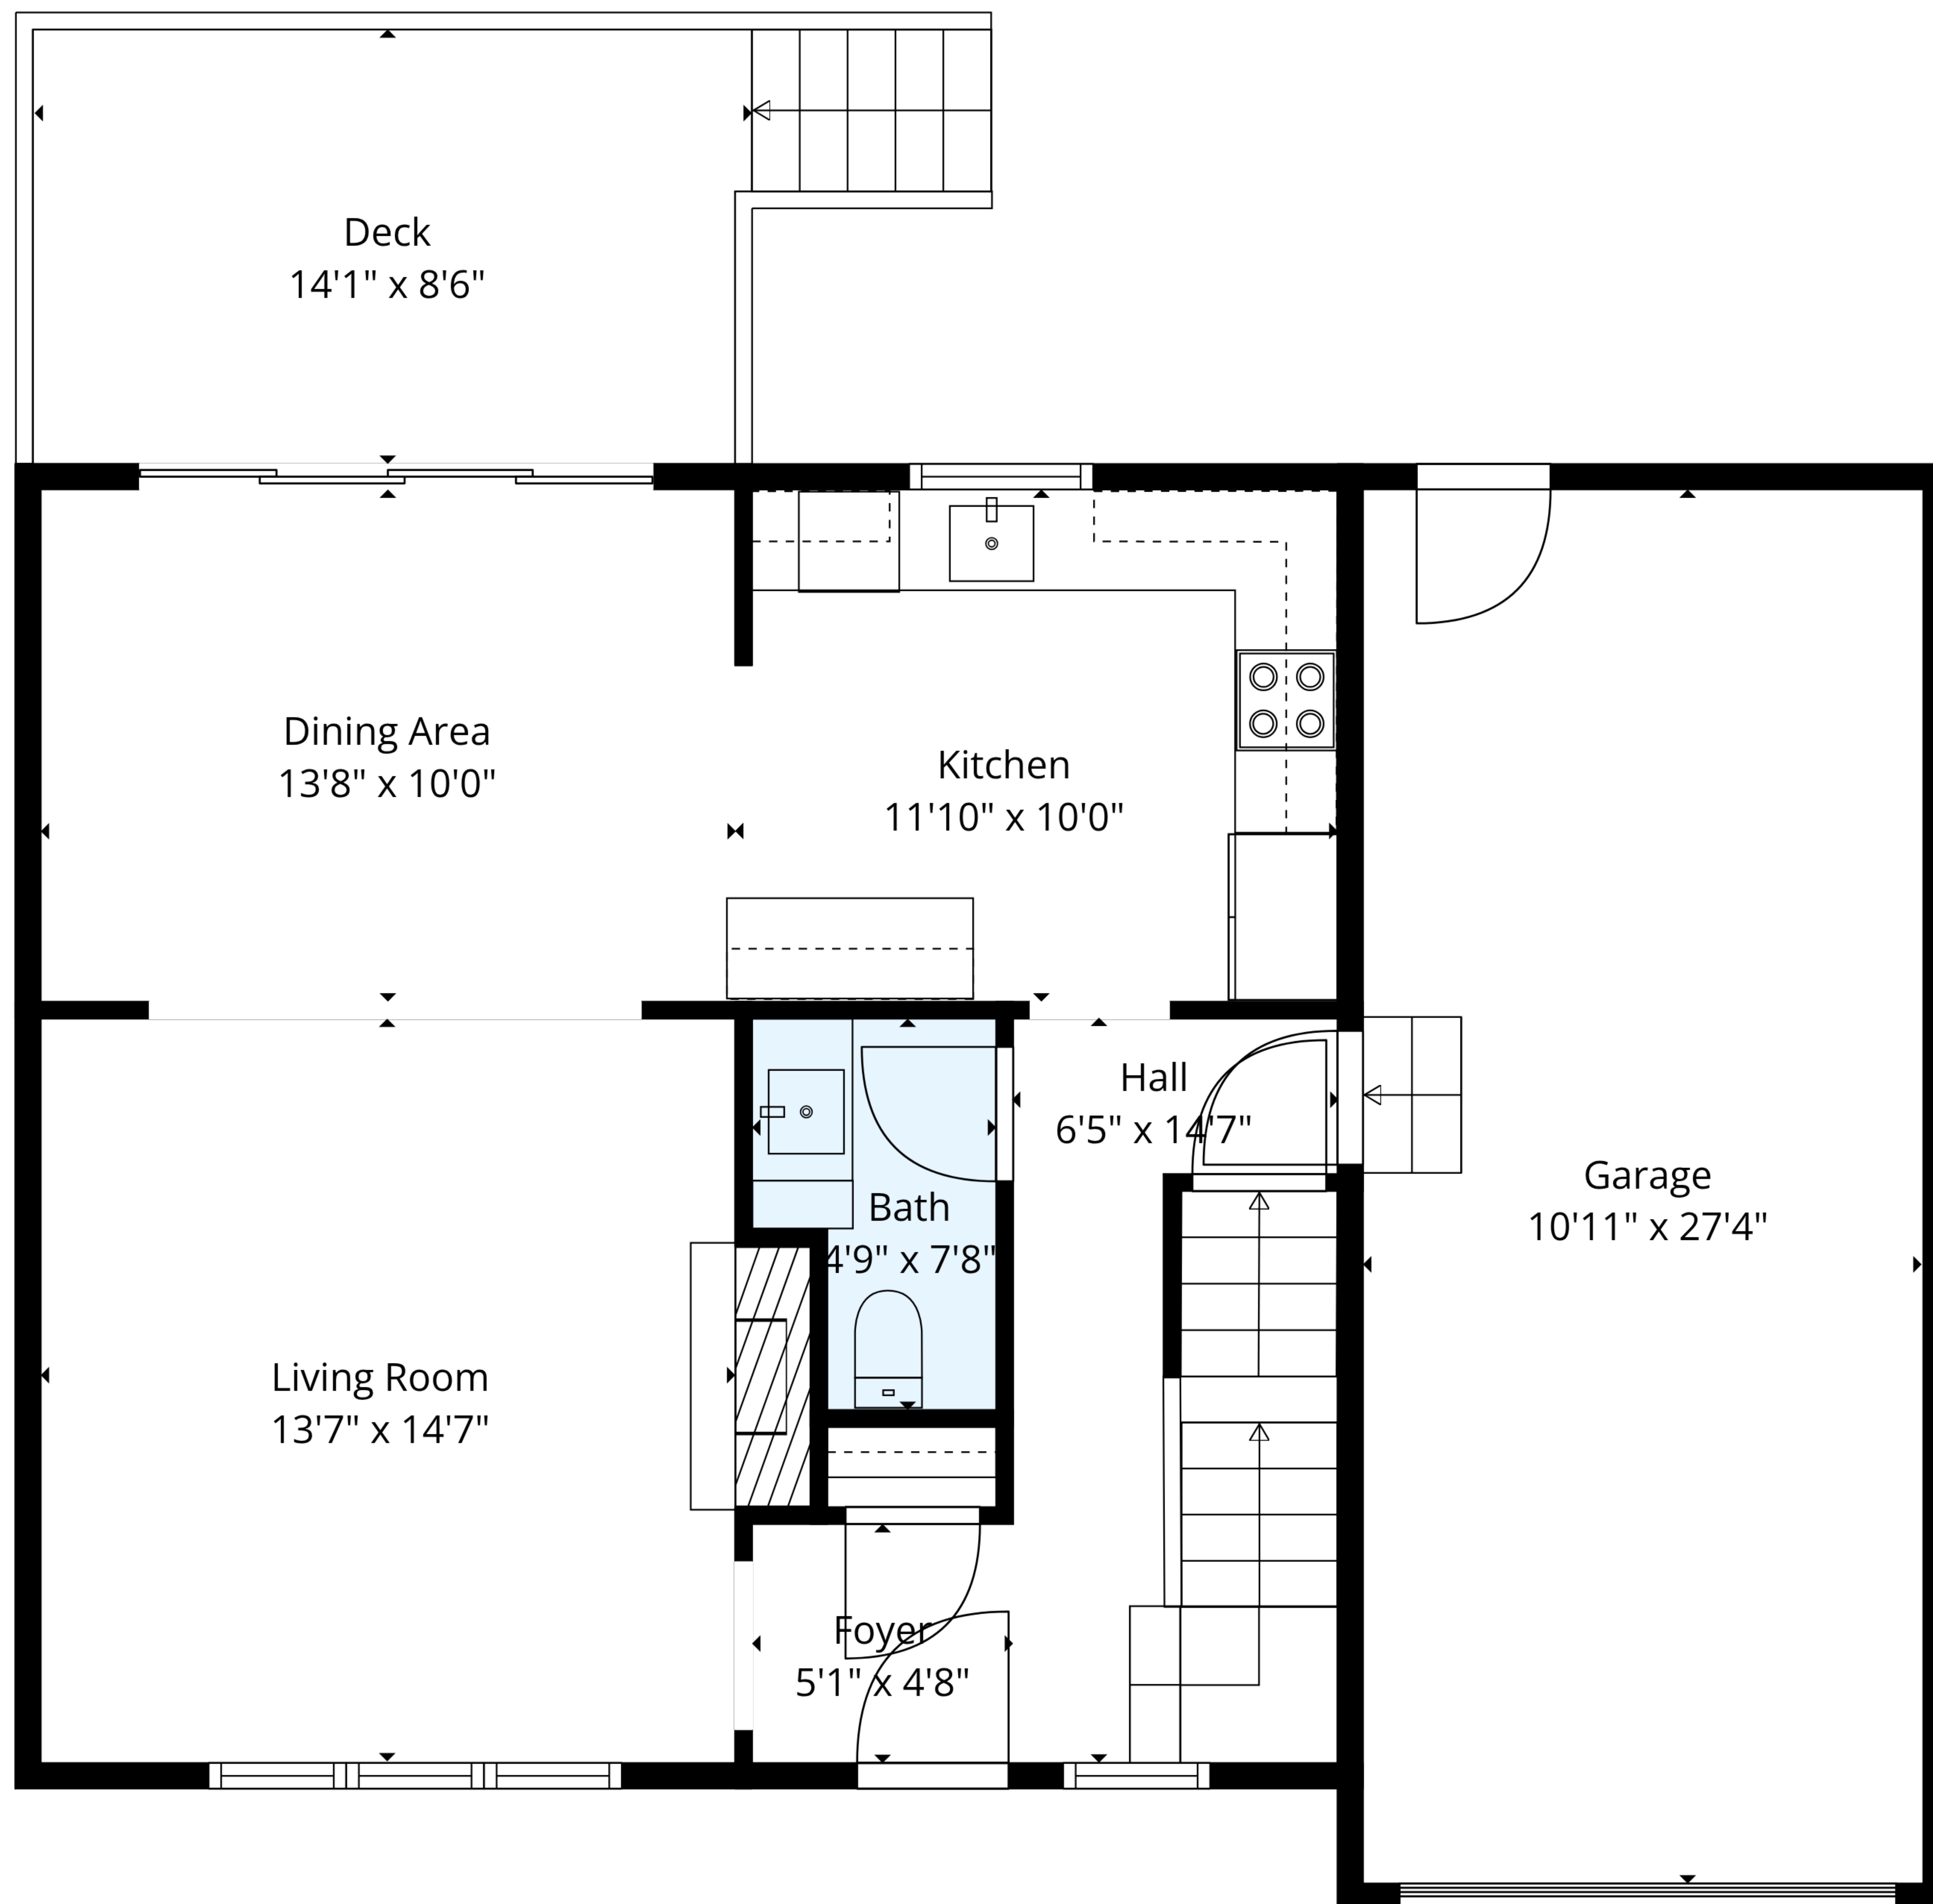 Deck
14'1" x 8'6"
Dining Area
13'8" x 10'0"
Kitchen
11'10" x 10'0"
Hall
6'5" x 14'7"
Garage
10'11" x 27'4"
Bath
4'9" x 7'8"
Living Room
13'7" x 14'7"
Foyer
5'1" x 4'8"